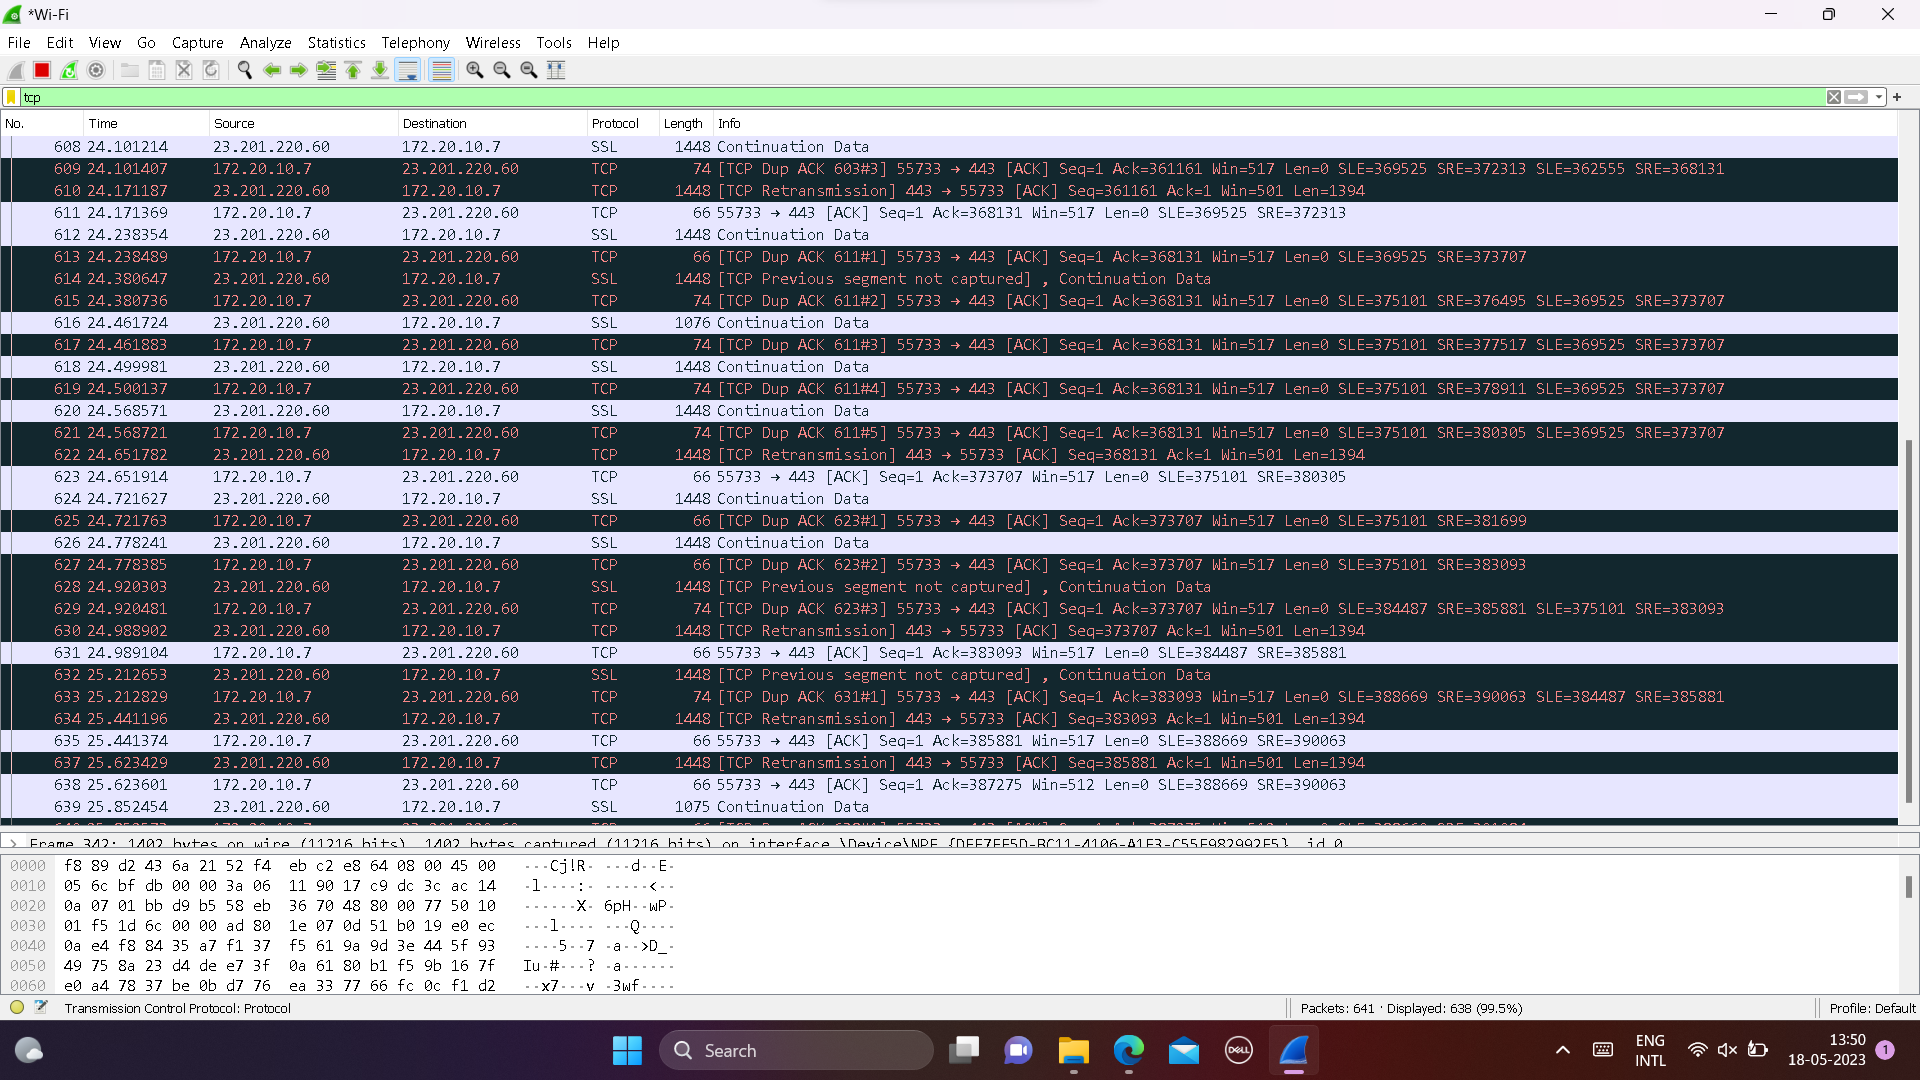 *Wi-Fi
File Edit View Go Capture Analyze Statistics Telephony Wireless Tools Help
tcp
No. Time Source Destination Protocol Length Info
608 24.101214 23.201.220.60 172.20.10.7 SSL 1448 Continuation Data
609 24.101407 172.20.10.7 23.201.220.60 TCP 74 [TCP Dup ACK 603#3] 55733 → 443 [ACK] Seq=1 Ack=361161 Win=517 Len=0 SLE=369525 SRE=372313 SLE=362555 SRE=368131
610 24.171187 23.201.220.60 172.20.10.7 TCP 1448 [TCP Retransmission] 443 → 55733 [ACK] Seq=361161 Ack=1 Win=501 Len=1394
611 24.171369 172.20.10.7 23.201.220.60 TCP 66 55733 → 443 [ACK] Seq=1 Ack=368131 Win=517 Len=0 SLE=369525 SRE=372313
612 24.238354 23.201.220.60 172.20.10.7 SSL 1448 Continuation Data
613 24.238489 172.20.10.7 23.201.220.60 TCP 66 [TCP Dup ACK 611#1] 55733 → 443 [ACK] Seq=1 Ack=368131 Win=517 Len=0 SLE=369525 SRE=373707
614 24.380647 23.201.220.60 172.20.10.7 SSL 1448 [TCP Previous segment not captured] , Continuation Data
615 24.380736 172.20.10.7 23.201.220.60 TCP 74 [TCP Dup ACK 611#2] 55733 → 443 [ACK] Seq=1 Ack=368131 Win=517 Len=0 SLE=375101 SRE=376495 SLE=369525 SRE=373707
616 24.461724 23.201.220.60 172.20.10.7 SSL 1076 Continuation Data
617 24.461883 172.20.10.7 23.201.220.60 TCP 74 [TCP Dup ACK 611#3] 55733 → 443 [ACK] Seq=1 Ack=368131 Win=517 Len=0 SLE=375101 SRE=377517 SLE=369525 SRE=373707
618 24.499981 23.201.220.60 172.20.10.7 SSL 1448 Continuation Data
619 24.500137 172.20.10.7 23.201.220.60 TCP 74 [TCP Dup ACK 611#4] 55733 → 443 [ACK] Seq=1 Ack=368131 Win=517 Len=0 SLE=375101 SRE=378911 SLE=369525 SRE=373707
620 24.568571 23.201.220.60 172.20.10.7 SSL 1448 Continuation Data
621 24.568721 172.20.10.7 23.201.220.60 TCP 74 [TCP Dup ACK 611#5] 55733 → 443 [ACK] Seq=1 Ack=368131 Win=517 Len=0 SLE=375101 SRE=380305 SLE=369525 SRE=373707
622 24.651782 23.201.220.60 172.20.10.7 TCP 1448 [TCP Retransmission] 443 → 55733 [ACK] Seq=368131 Ack=1 Win=501 Len=1394
623 24.651914 172.20.10.7 23.201.220.60 TCP 66 55733 → 443 [ACK] Seq=1 Ack=373707 Win=517 Len=0 SLE=375101 SRE=380305
624 24.721627 23.201.220.60 172.20.10.7 SSL 1448 Continuation Data
625 24.721763 172.20.10.7 23.201.220.60 TCP 66 [TCP Dup ACK 623#1] 55733 → 443 [ACK] Seq=1 Ack=373707 Win=517 Len=0 SLE=375101 SRE=381699
626 24.778241 23.201.220.60 172.20.10.7 SSL 1448 Continuation Data
627 24.778385 172.20.10.7 23.201.220.60 TCP 66 [TCP Dup ACK 623#2] 55733 → 443 [ACK] Seq=1 Ack=373707 Win=517 Len=0 SLE=375101 SRE=383093
628 24.920303 23.201.220.60 172.20.10.7 SSL 1448 [TCP Previous segment not captured] , Continuation Data
629 24.920481 172.20.10.7 23.201.220.60 TCP 74 [TCP Dup ACK 623#3] 55733 → 443 [ACK] Seq=1 Ack=373707 Win=517 Len=0 SLE=384487 SRE=385881 SLE=375101 SRE=383093
630 24.988902 23.201.220.60 172.20.10.7 TCP 1448 [TCP Retransmission] 443 → 55733 [ACK] Seq=373707 Ack=1 Win=501 Len=1394
631 24.989104 172.20.10.7 23.201.220.60 TCP 66 55733 → 443 [ACK] Seq=1 Ack=383093 Win=517 Len=0 SLE=384487 SRE=385881
632 25.212653 23.201.220.60 172.20.10.7 SSL 1448 [TCP Previous segment not captured] , Continuation Data
633 25.212829 172.20.10.7 23.201.220.60 TCP 74 [TCP Dup ACK 631#1] 55733 → 443 [ACK] Seq=1 Ack=383093 Win=517 Len=0 SLE=388669 SRE=390063 SLE=384487 SRE=385881
634 25.441196 23.201.220.60 172.20.10.7 TCP 1448 [TCP Retransmission] 443 → 55733 [ACK] Seq=383093 Ack=1 Win=501 Len=1394
635 25.441374 172.20.10.7 23.201.220.60 TCP 66 55733 → 443 [ACK] Seq=1 Ack=385881 Win=517 Len=0 SLE=388669 SRE=390063
637 25.623429 23.201.220.60 172.20.10.7 TCP 1448 [TCP Retransmission] 443 → 55733 [ACK] Seq=385881 Ack=1 Win=501 Len=1394
638 25.623601 172.20.10.7 23.201.220.60 TCP 66 55733 → 443 [ACK] Seq=1 Ack=387275 Win=512 Len=0 SLE=388669 SRE=390063
639 25.852454 23.201.220.60 172.20.10.7 SSL 1075 Continuation Data
Frame 342: 1402 bytes on wire (11216 bits), 1402 bytes captured (11216 bits) on interface
0000 f8 89 d2 43 6a 21 52 f4 eb c2 e8 64 08 00 45 00 ···Cj!R· ···d··E·
0010 05 6c bf db 00 00 3a 06 11 90 17 c9 dc 3c ac 14 ·l····:· ·····<··
0020 0a 07 01 bb d9 b5 58 eb 36 70 48 80 00 77 50 10 ······X· 6pH··wP·
0030 01 f5 1d 6c 00 00 ad 80 1e 07 0d 51 b0 19 e0 ec ···l···· ···Q····
0040 0a e4 f8 84 35 a7 f1 37 f5 61 9a 9d 3e 44 5f 93 ····5··7 ·a··>D_·
0050 49 75 8a 23 d4 de e7 3f 0a 61 80 b1 f5 9b 16 7f Iu·#···? ·a······
0060 e0 a4 78 37 be 0b d7 76 ea 33 77 66 fc 0c f1 d2 ··x7···v ·3wf····
Transmission Control Protocol: Protocol
Packets: 641 · Displayed: 638 (99.5%)
Profile: Default
Search
DELL
ENG
INTL
13:50
18-05-2023
1